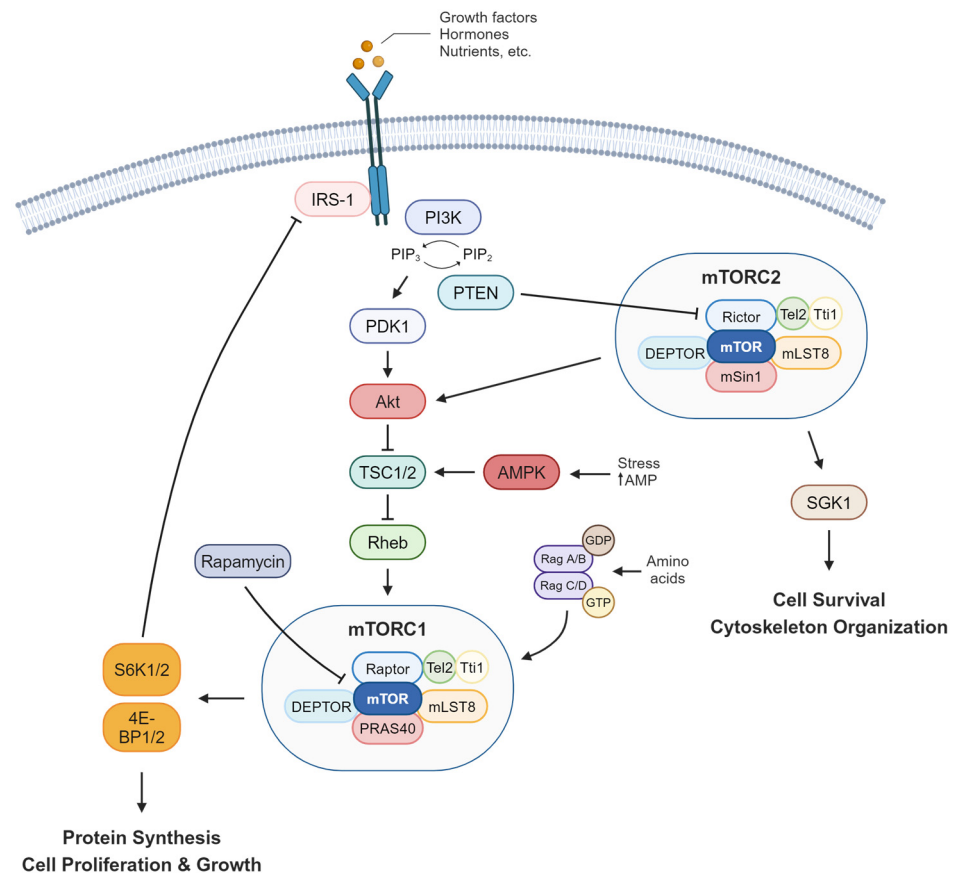 Growth factors
Hormones
Nutrients, etc.
IRS-1
PI3K
PIP3
PIP2
PTEN
PDK1
Akt
TSC1/2
AMPK
Stress
↑AMP
Rheb
mTORC2
Rictor
Tel2
Tti1
DEPTOR
mTOR
mLST8
mSin1
SGK1
Cell Survival
Cytoskeleton Organization
Rapamycin
GDP
Rag A/B
Rag C/D
GTP
Amino
acids
mTORC1
Raptor
Tel2
Tti1
DEPTOR
mTOR
mLST8
PRAS40
S6K1/2
4E-
BP1/2
Protein Synthesis
Cell Proliferation & Growth